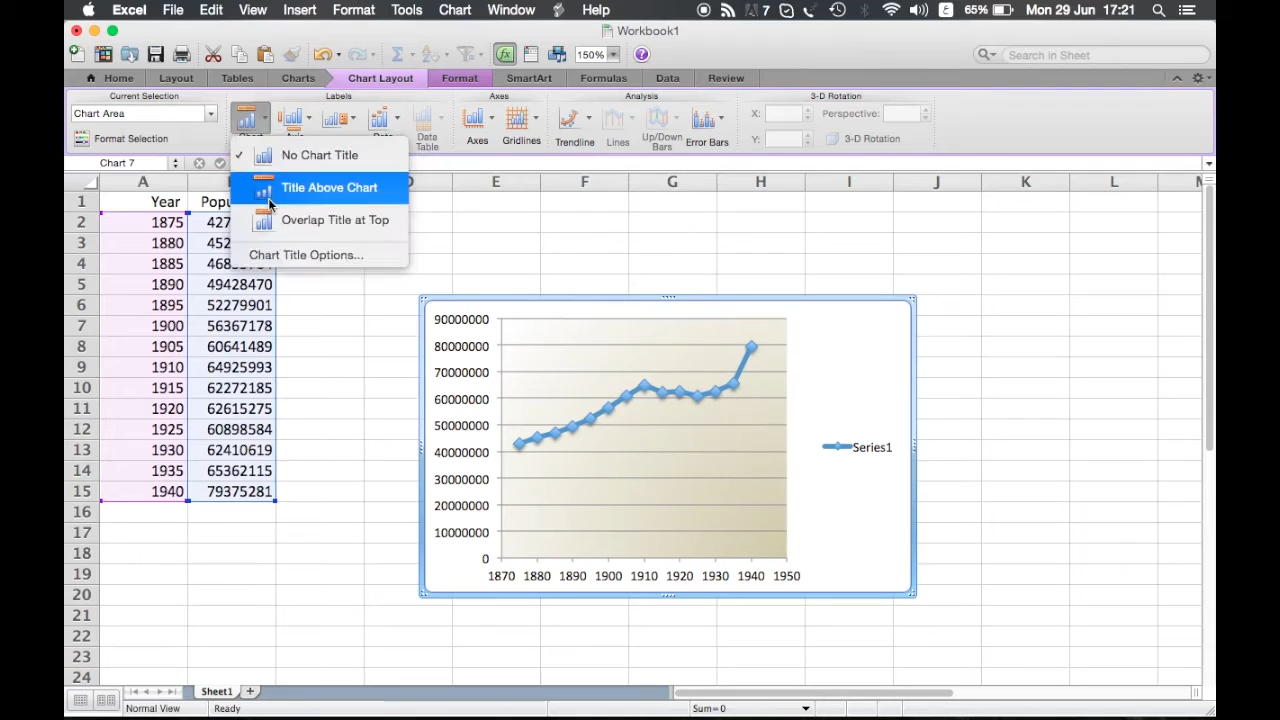 Excel File Edit View Insert Format Tools Chart Window Help 7 ع 65% Mon 29 Jun 17:21
Workbook1
150% Search in Sheet
Home Layout Tables Charts Chart Layout Format SmartArt Formulas Data Review
Current Selection Labels Axes Analysis 3-D Rotation
Chart Area X: Perspective:
Format Selection Data Table Axes Gridlines Trendline Lines Up/Down Bars Error Bars Y: 3-D Rotation
Chart 7
No Chart Title
Title Above Chart
Overlap Title at Top
Chart Title Options...
A E F G H I J K L
1 Year
2 1875
3 1880
4 1885
5 1890 49428470
6 1895 52279901
7 1900 56367178
8 1905 60641489
9 1910 64925993
10 1915 62272185
11 1920 62615275
12 1925 60898584
13 1930 62410619
14 1935 65362115
15 1940 79375281
16
17
18
19
20
21
22
23
24
90000000
80000000
70000000
60000000
50000000
40000000
30000000
20000000
10000000
0
1870 1880 1890 1900 1910 1920 1930 1940 1950
Series1
Sheet1
Normal View Ready Sum=0